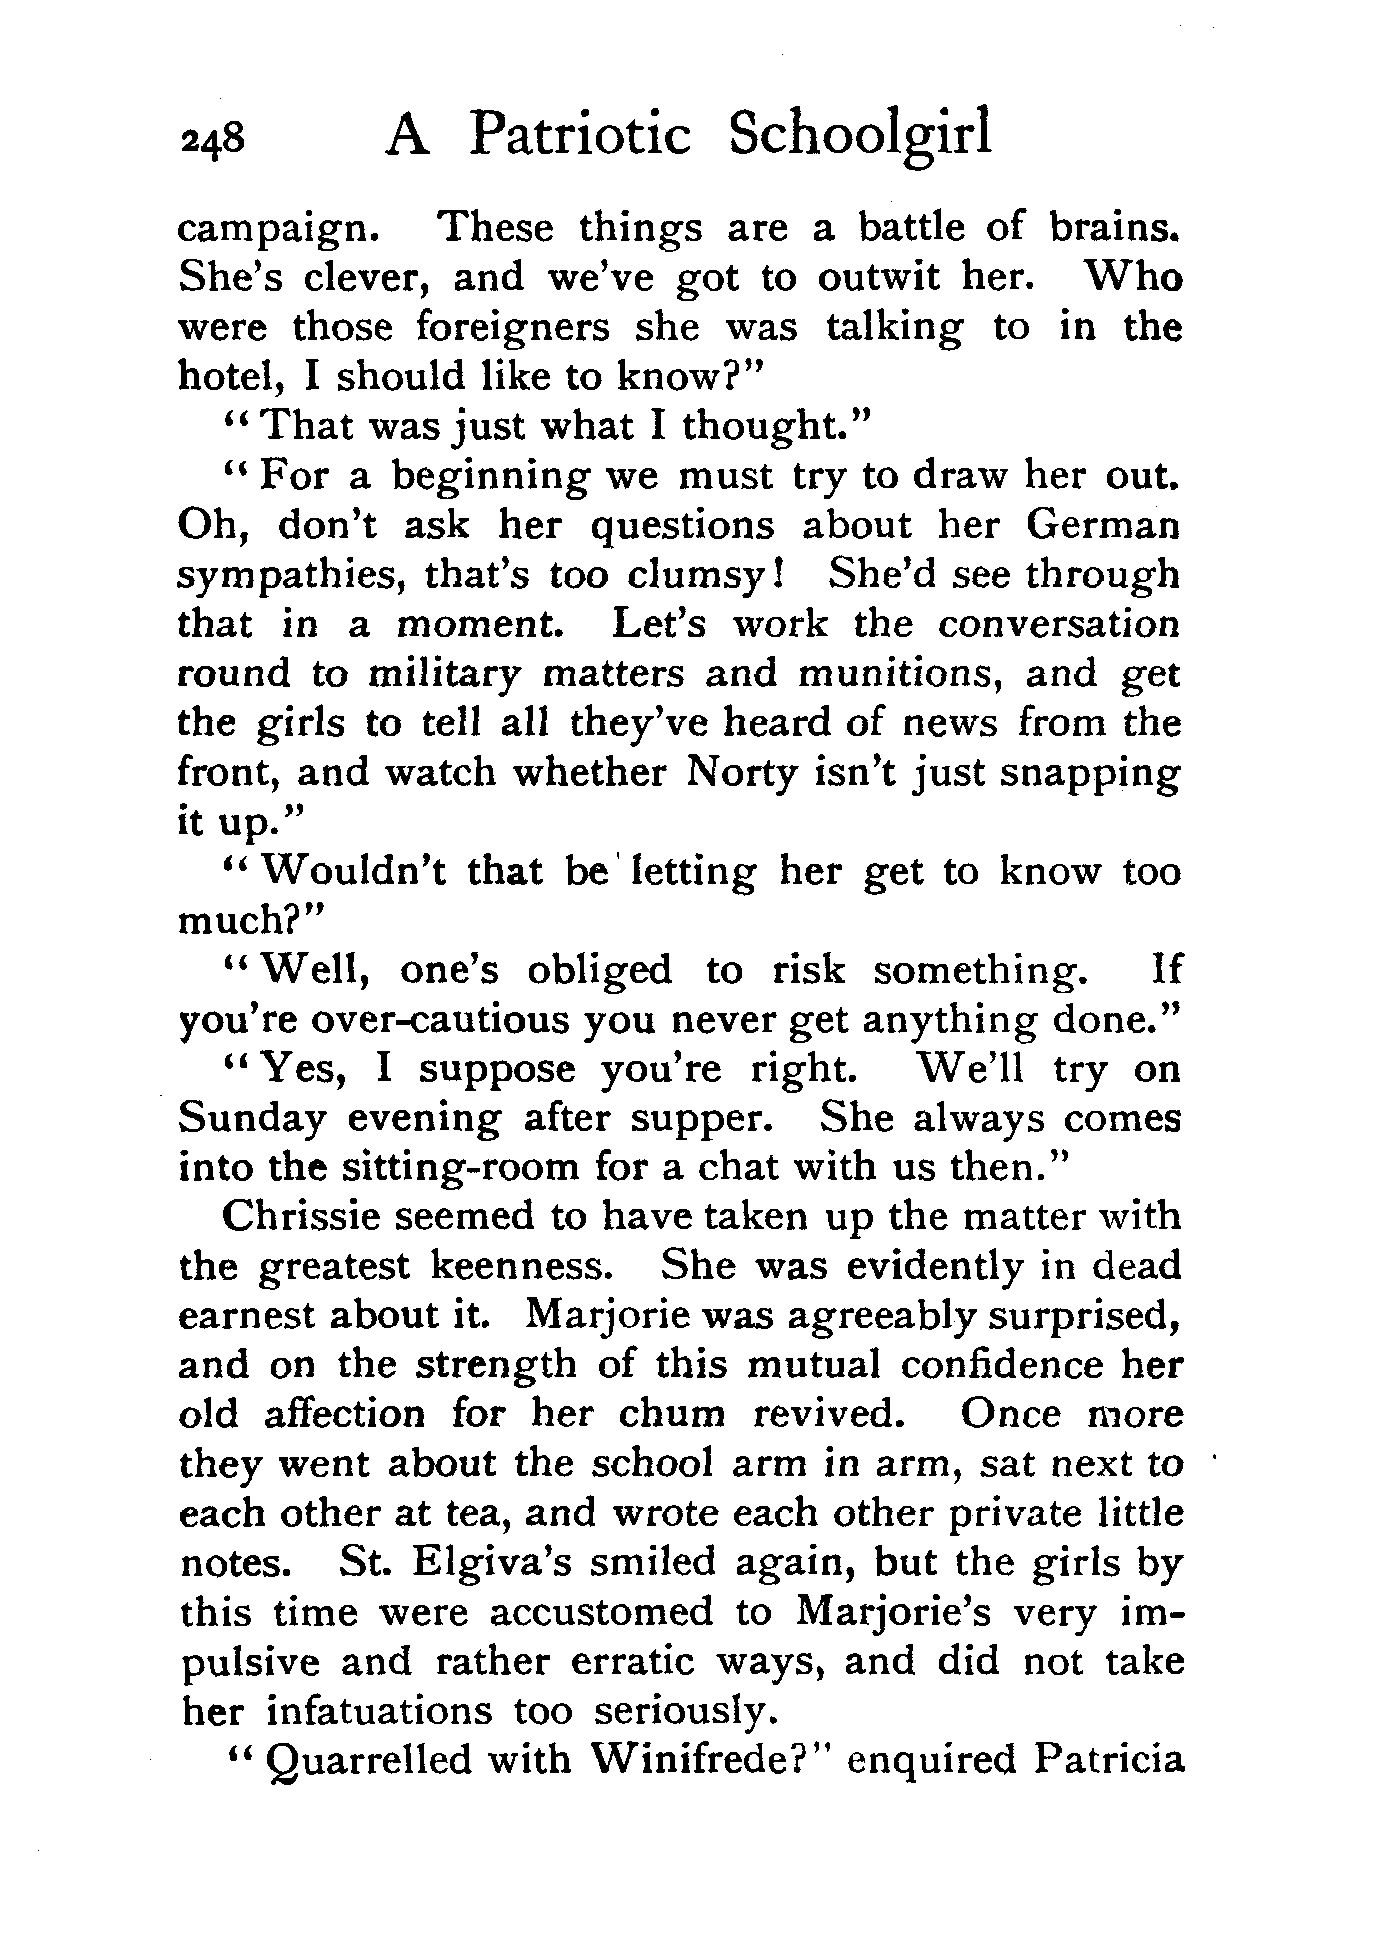 248 A Patriotic Schoolgirl
campaign. These things are a battle of brains.
She's clever, and we've got to outwit her. Who
were those foreigners she was talking to in the
hotel, I should like to know?"
"That was just what I thought."
"For a beginning we must try to draw her out.
Oh, don't ask her questions about her German
sympathies, that's too clumsy! She'd see through
that in a moment. Let's work the conversation
round to military matters and munitions, and get
the girls to tell all they've heard of news from the
front, and watch whether Norty isn't just snapping
it up."
"Wouldn't that be letting her get to know too
much?"
"Well, one's obliged to risk something. If
you're over-cautious you never get anything done."
"Yes, I suppose you're right. We'll try on
Sunday evening after supper. She always comes
into the sitting-room for a chat with us then."
Chrissie seemed to have taken up the matter with
the greatest keenness. She was evidently in dead
earnest about it. Marjorie was agreeably surprised,
and on the strength of this mutual confidence her
old affection for her chum revived. Once more
they went about the school arm in arm, sat next to
each other at tea, and wrote each other private little
notes. St. Elgiva's smiled again, but the girls by
this time were accustomed to Marjorie's very im-
pulsive and rather erratic ways, and did not take
her infatuations too seriously.
"Quarrelled with Winifrede?" enquired Patricia